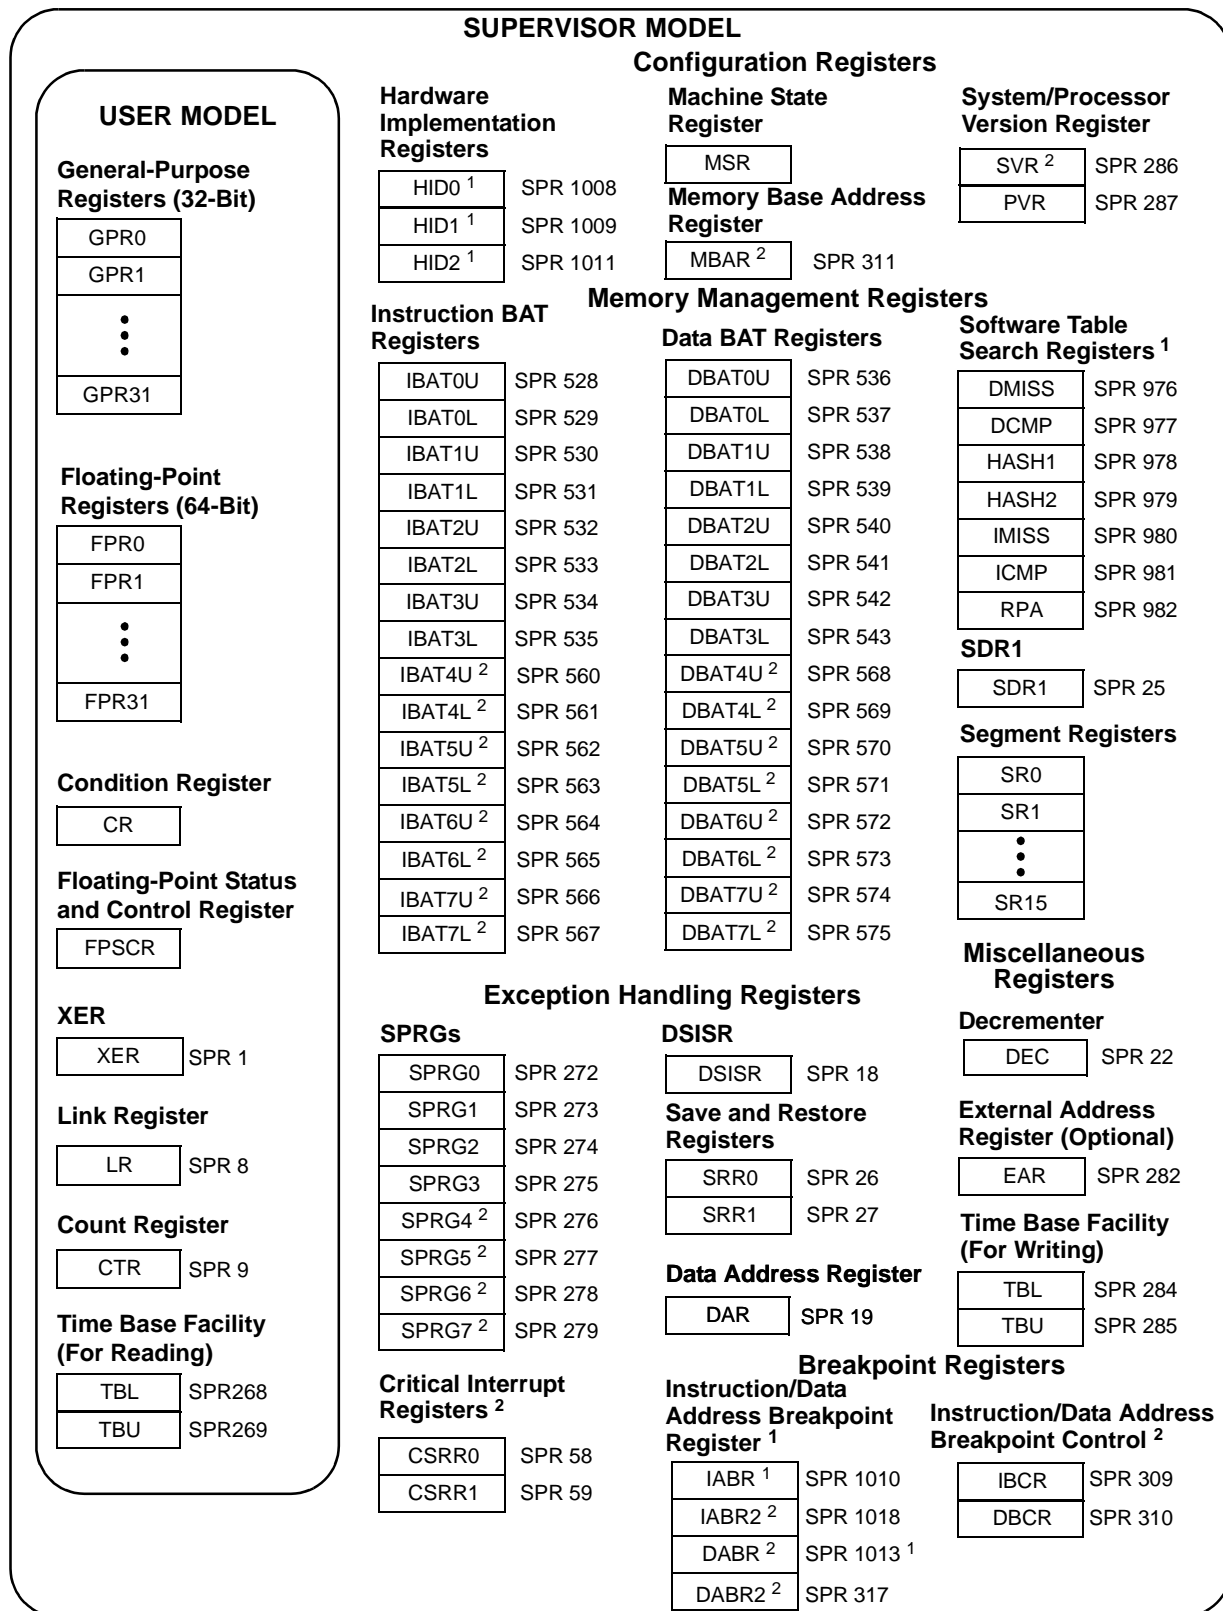 SUPERVISOR MODEL
USER MODEL
General-Purpose
Registers (32-Bit)
GPR0
GPR1
GPR31
Floating-Point
Registers (64-Bit)
FPR0
FPR1
FPR31
Condition Register
CR
Floating-Point Status
and Control Register
FPSCR
XER
XER SPR 1
Link Register
LR SPR 8
Count Register
CTR SPR 9
Time Base Facility
(For Reading)
TBL SPR268
TBU SPR269
Configuration Registers
Hardware
Implementation
Registers
HID0 1 SPR 1008
HID1 1 SPR 1009
HID2 1 SPR 1011
Machine State
Register
MSR
Memory Base Address
Register
MBAR 2 SPR 311
System/Processor
Version Register
SVR 2 SPR 286
PVR SPR 287
Memory Management Registers
Instruction BAT
Registers
IBAT0U SPR 528
IBAT0L SPR 529
IBAT1U SPR 530
IBAT1L SPR 531
IBAT2U SPR 532
IBAT2L SPR 533
IBAT3U SPR 534
IBAT3L SPR 535
IBAT4U 2 SPR 560
IBAT4L 2 SPR 561
IBAT5U 2 SPR 562
IBAT5L 2 SPR 563
IBAT6U 2 SPR 564
IBAT6L 2 SPR 565
IBAT7U 2 SPR 566
IBAT7L 2 SPR 567
Data BAT Registers
DBAT0U SPR 536
DBAT0L SPR 537
DBAT1U SPR 538
DBAT1L SPR 539
DBAT2U SPR 540
DBAT2L SPR 541
DBAT3U SPR 542
DBAT3L SPR 543
DBAT4U 2 SPR 568
DBAT4L 2 SPR 569
DBAT5U 2 SPR 570
DBAT5L 2 SPR 571
DBAT6U 2 SPR 572
DBAT6L 2 SPR 573
DBAT7U 2 SPR 574
DBAT7L 2 SPR 575
Software Table
Search Registers 1
DMISS SPR 976
DCMP SPR 977
HASH1 SPR 978
HASH2 SPR 979
IMISS SPR 980
ICMP SPR 981
RPA SPR 982
SDR1
SDR1 SPR 25
Segment Registers
SR0
SR1
SR15
Exception Handling Registers
SPRGs
SPRG0 SPR 272
SPRG1 SPR 273
SPRG2 SPR 274
SPRG3 SPR 275
SPRG4 2 SPR 276
SPRG5 2 SPR 277
SPRG6 2 SPR 278
SPRG7 2 SPR 279
Critical Interrupt
Registers 2
CSRR0 SPR 58
CSRR1 SPR 59
DSISR
DSISR SPR 18
Save and Restore
Registers
SRR0 SPR 26
SRR1 SPR 27
Data Address Register
DAR SPR 19
Miscellaneous
Registers
Decrementer
DEC SPR 22
External Address
Register (Optional)
EAR SPR 282
Time Base Facility
(For Writing)
TBL SPR 284
TBU SPR 285
Breakpoint Registers
Instruction/Data
Address Breakpoint
Register 1
IABR 1 SPR 1010
IABR2 2 SPR 1018
DABR 2 SPR 1013 1
DABR2 2 SPR 317
Instruction/Data Address
Breakpoint Control 2
IBCR SPR 309
DBCR SPR 310